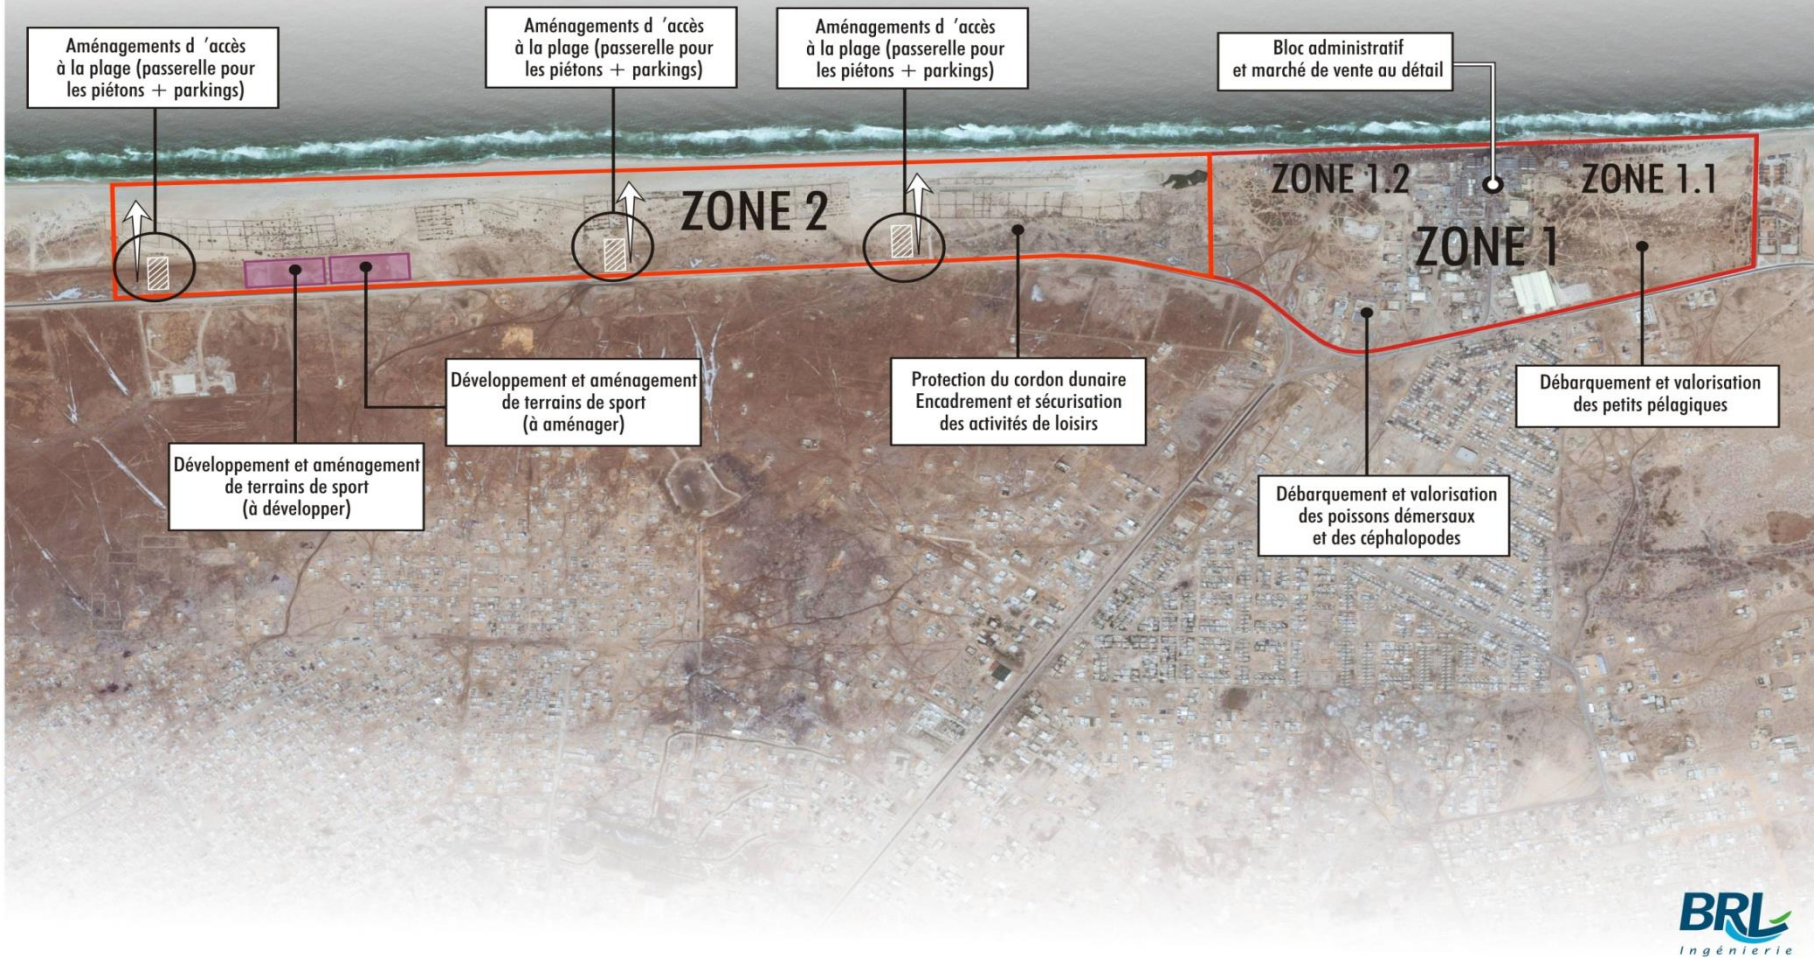 Aménagements d 'accès
à la plage (passerelle pour
les piétons + parkings)
Aménagements d 'accès
à la plage (passerelle pour
les piétons + parkings)
Aménagements d 'accès
à la plage (passerelle pour
les piétons + parkings)
Bloc administratif
et marché de vente au détail
ZONE 2
ZONE 1.2
ZONE 1.1
ZONE 1
Développement et aménagement
de terrains de sport
(à aménager)
Protection du cordon dunaire
Encadrement et sécurisation
des activités de loisirs
Débarquement et valorisation
des petits pélagiques
Développement et aménagement
de terrains de sport
(à développer)
Débarquement et valorisation
des poissons démersaux
et des céphalopodes
BRL
Ingénierie